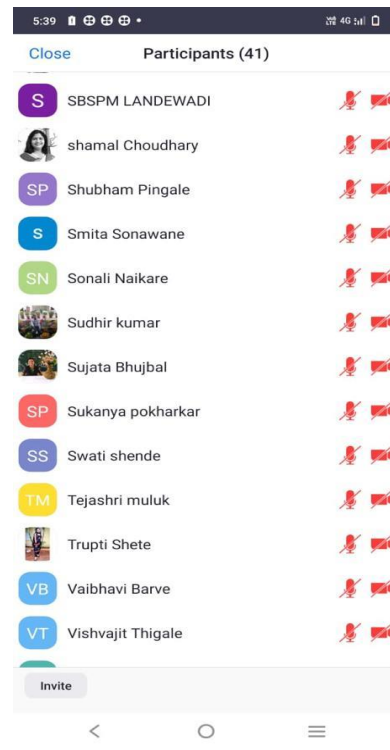 5:39
4G
Close Participants (41)
S SBSPM LANDEWADI
shamal Choudhary
SP Shubham Pingale
S Smita Sonawane
SN Sonali Naikare
Sudhir kumar
Sujata Bhujbal
SP Sukanya pokharkar
SS Swati shende
TM Tejashri muluk
Trupti Shete
VB Vaibhavi Barve
VT Vishvajit Thigale
Invite